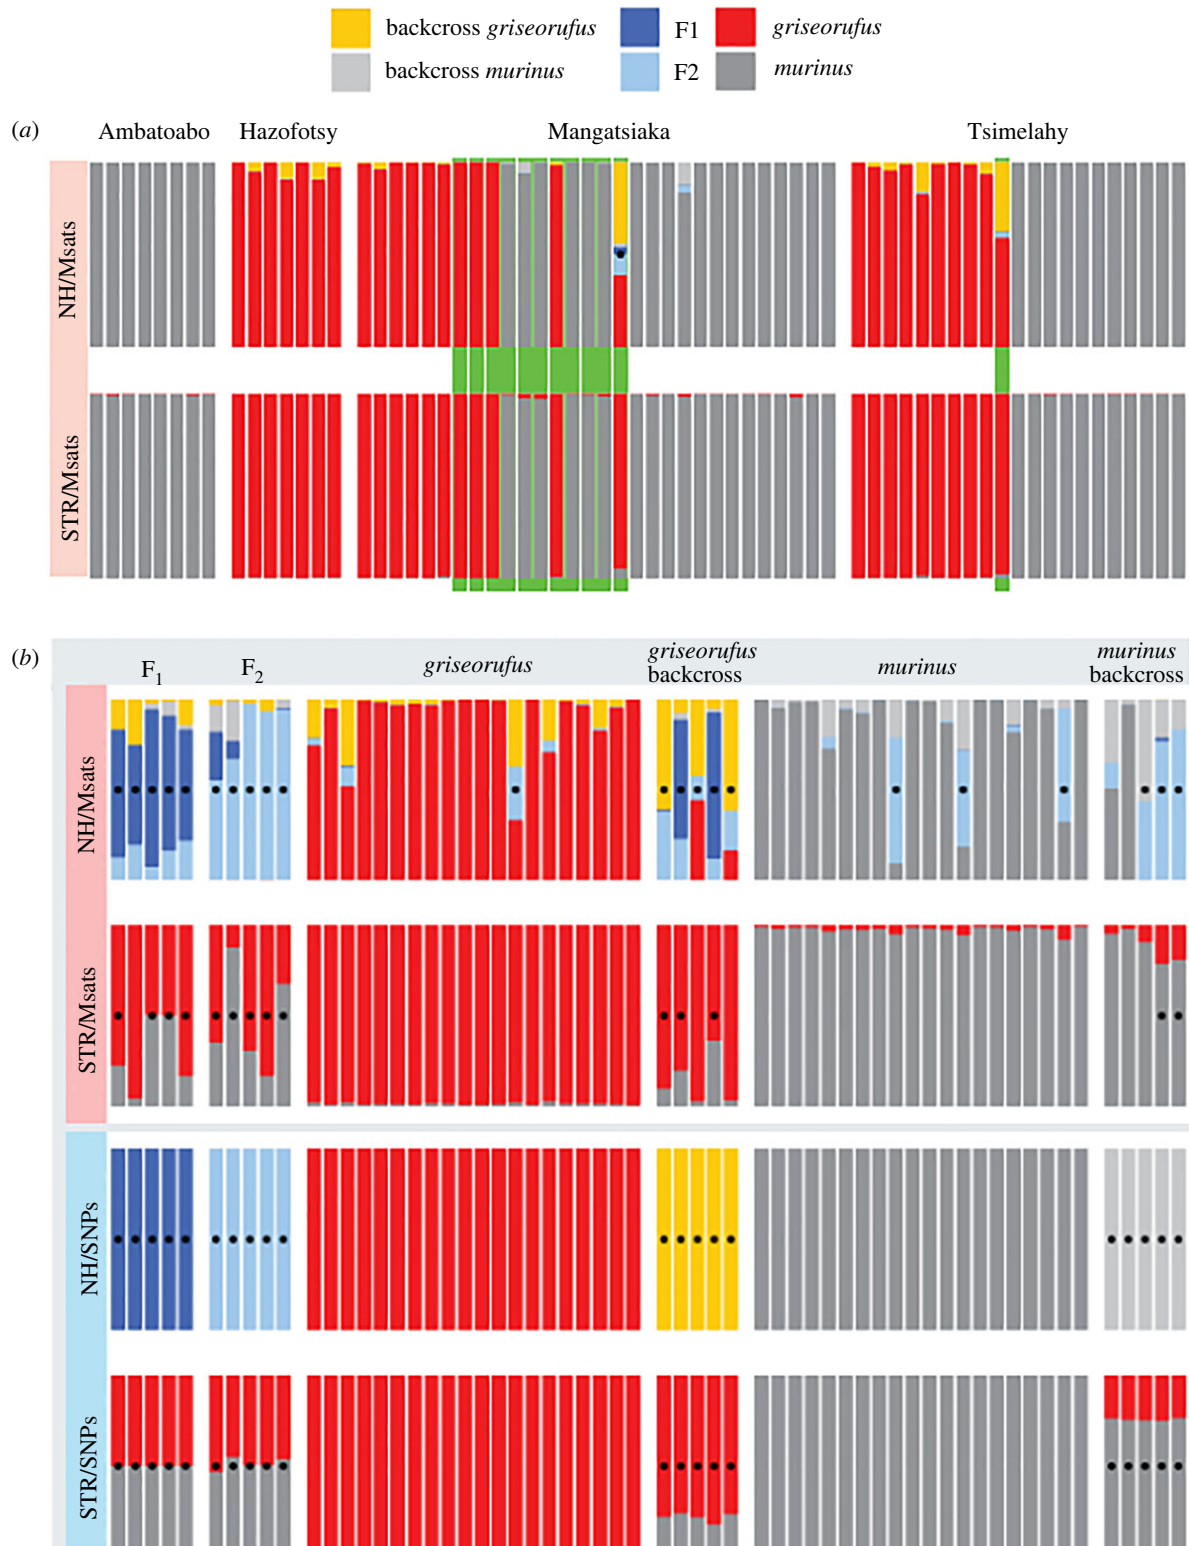 backcross griseorufus F1 griseorufus
backcross murinus F2 murinus
(a) Ambatoabo Hazofotsy Mangatsiaka Tsimelahy
NH/Msats
STR/Msats
(b) F1 F2 griseorufus griseorufus backcross murinus murinus backcross
NH/Msats
STR/Msats
NH/SNPs
STR/SNPs